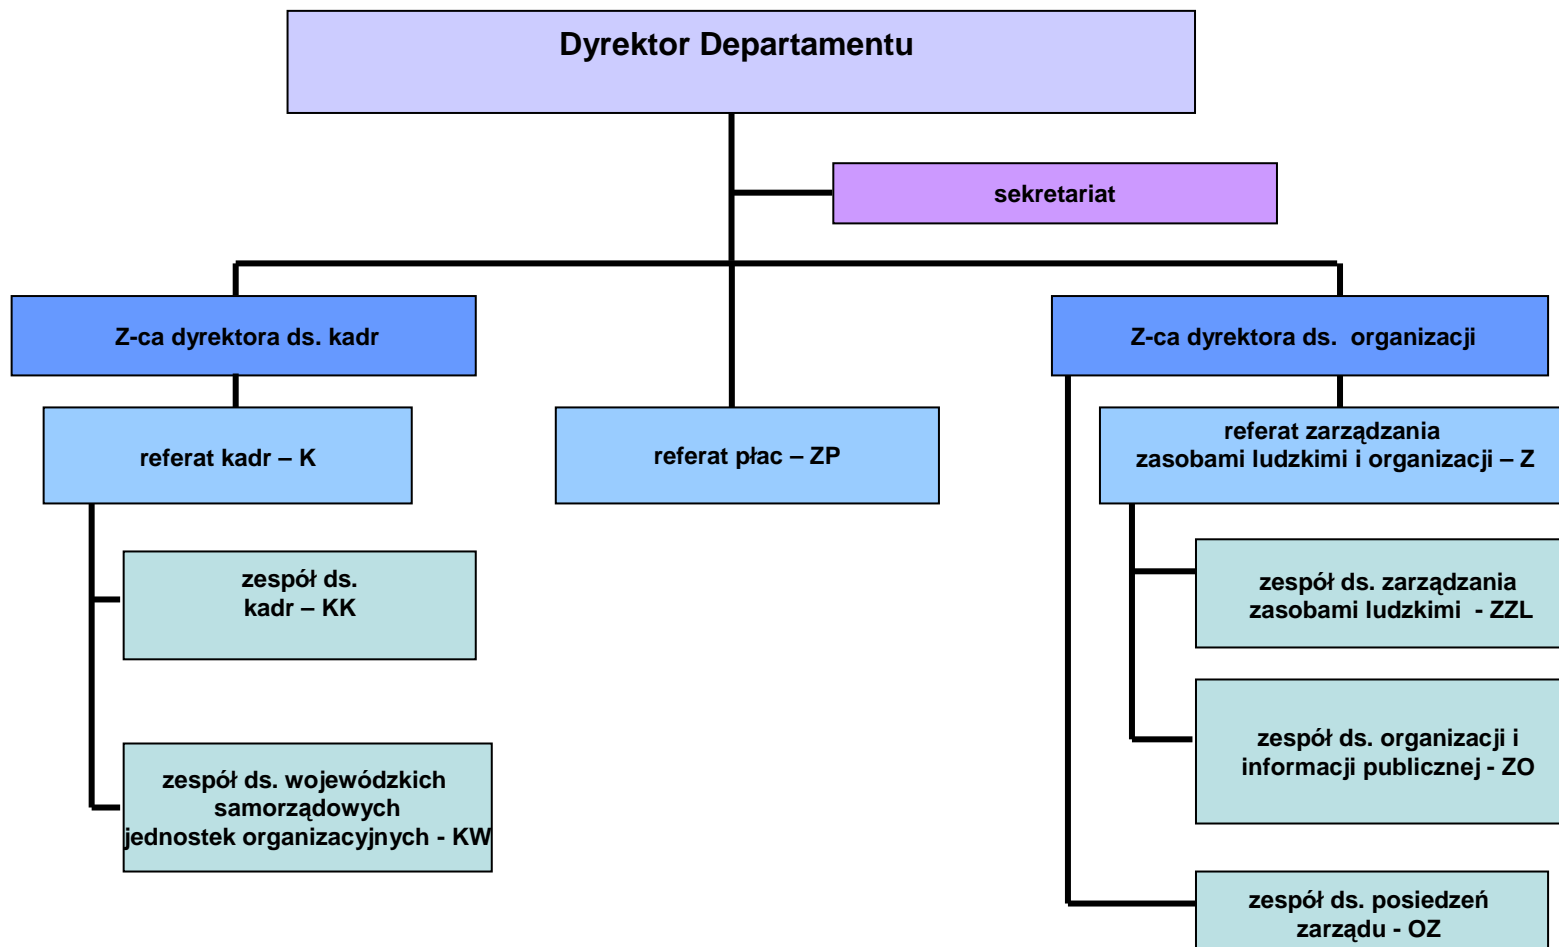 Dyrektor Departamentu
sekretariat
Z-ca dyrektora ds. kadr
Z-ca dyrektora ds. organizacji
referat kadr – K
referat płac – ZP
referat zarządzania
zasobami ludzkimi i organizacji – Z
zespół ds.
kadr – KK
zespół ds. zarządzania
zasobami ludzkimi - ZZL
zespół ds. organizacji i
informacji publicznej - ZO
zespół ds. wojewódzkich
samorządowych
jednostek organizacyjnych - KW
zespół ds. posiedzeń
zarządu - OZ